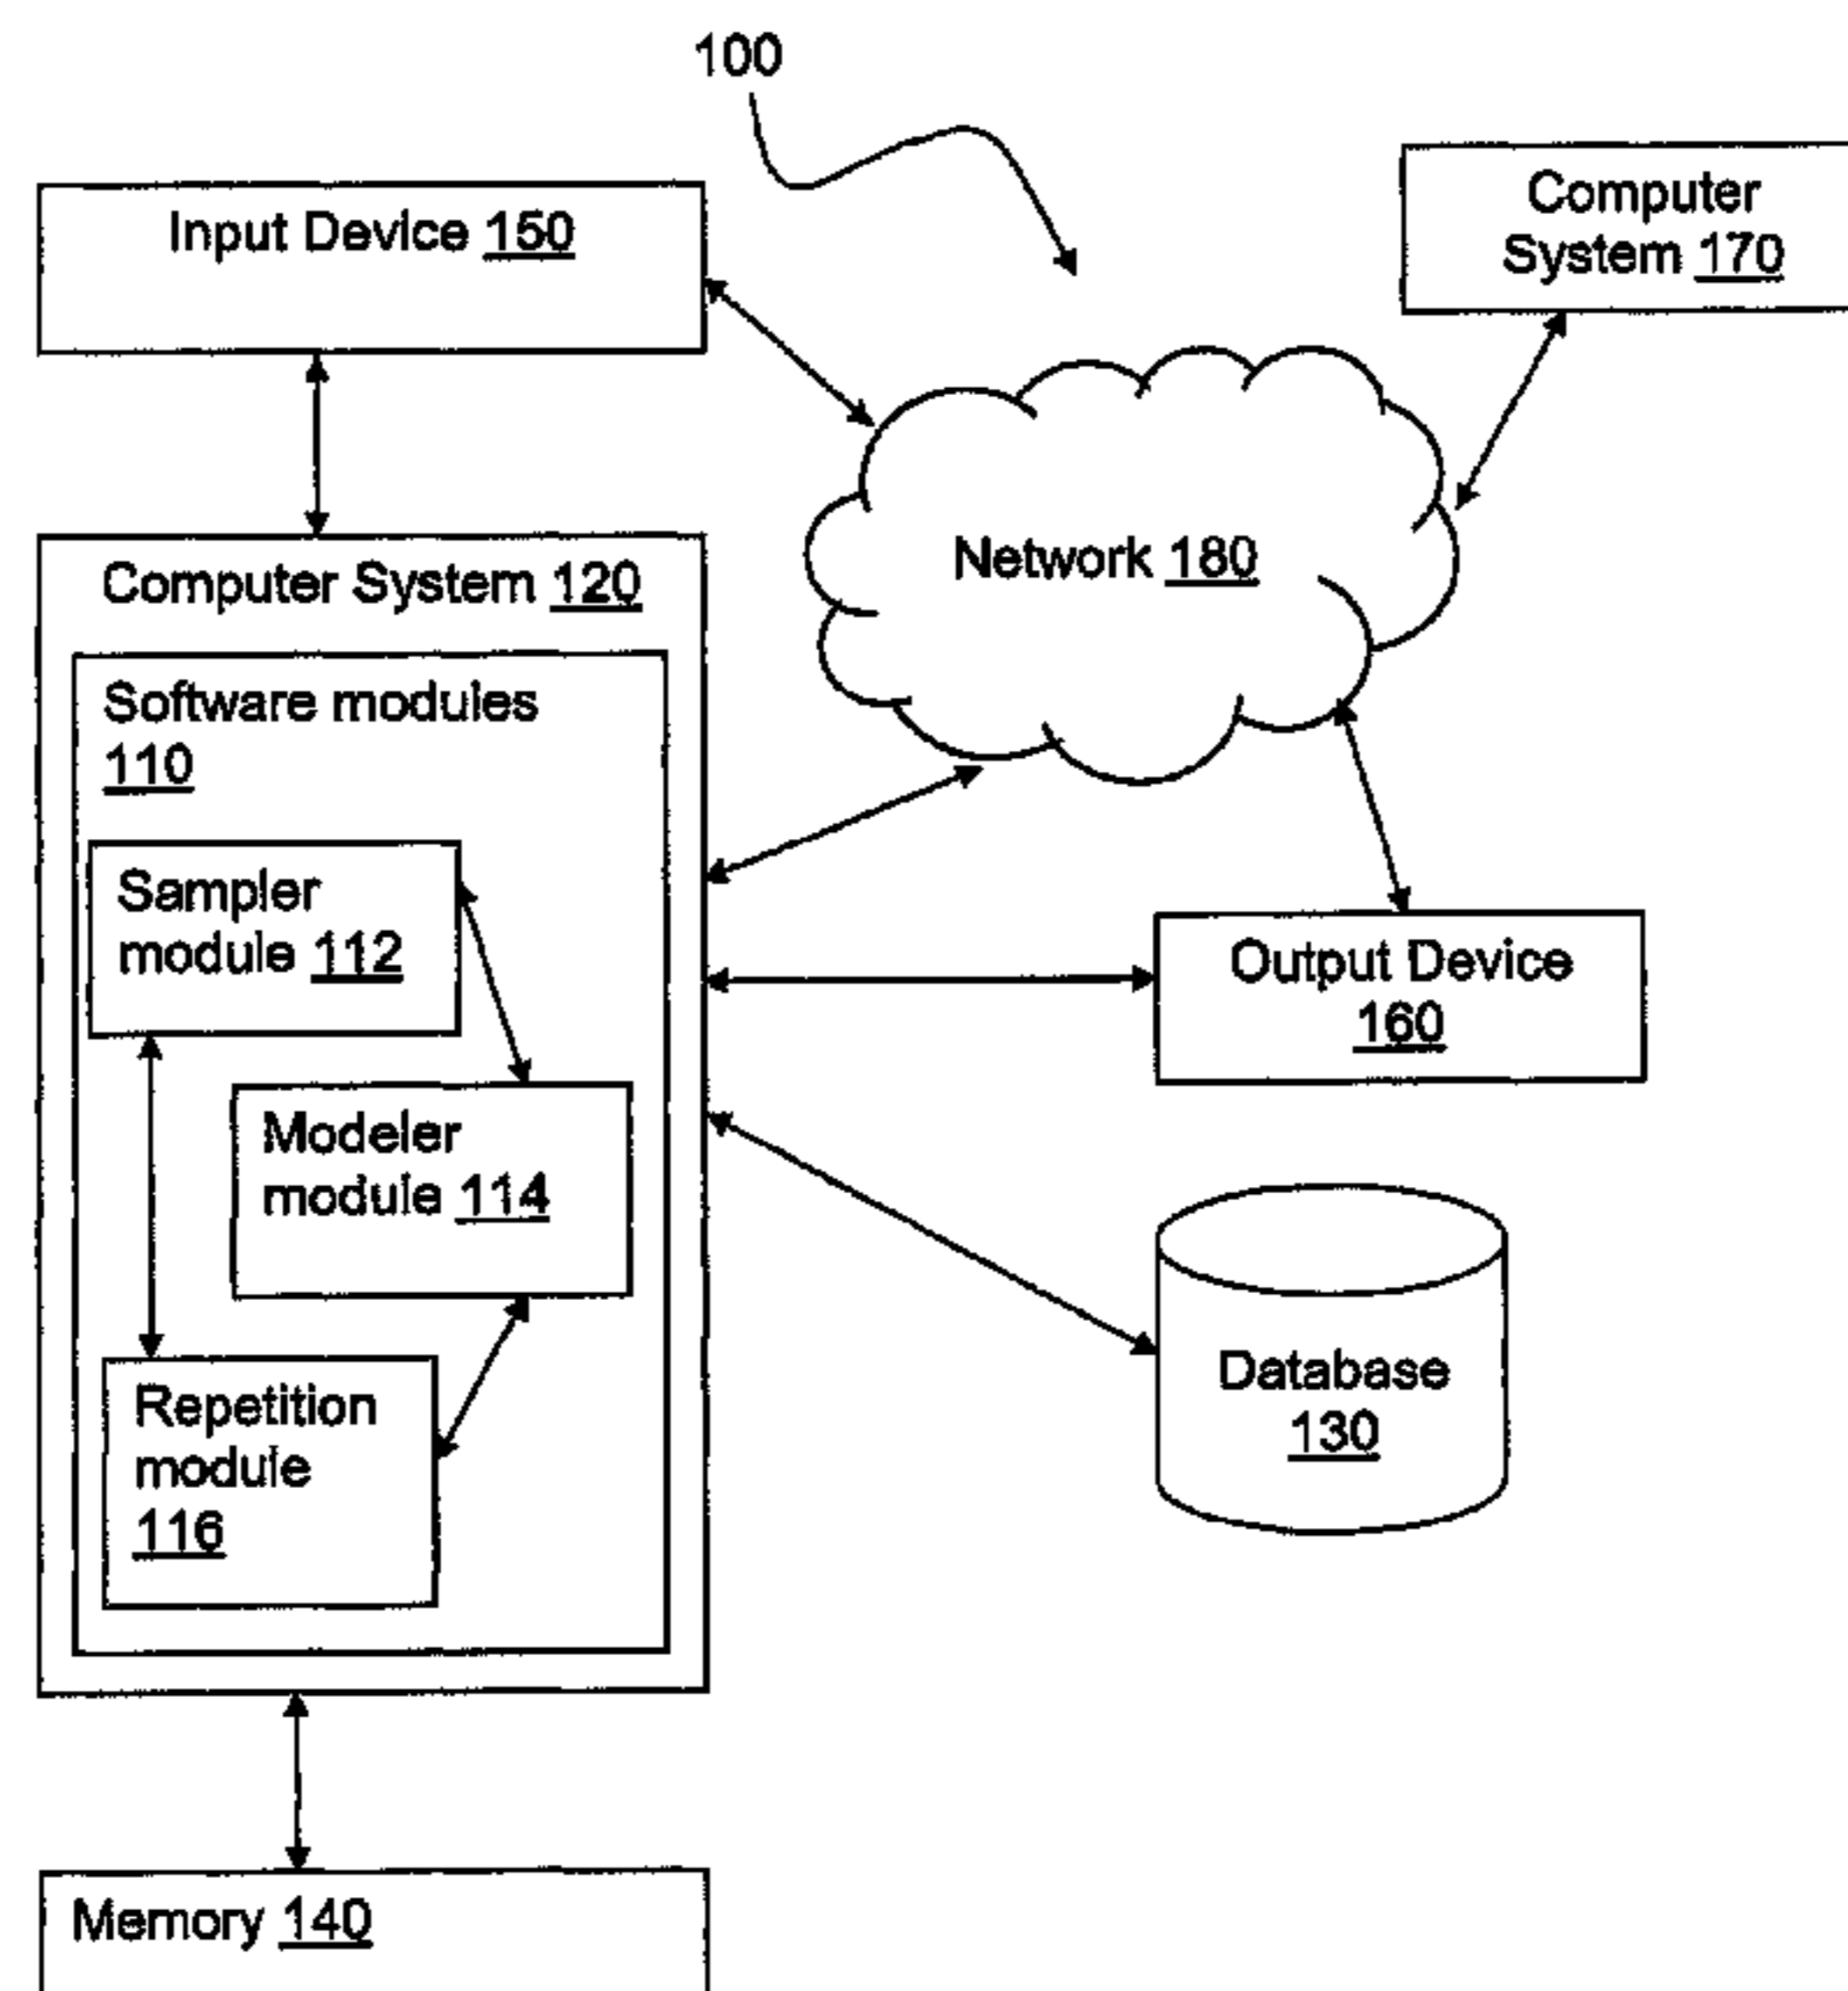 100
Input Device 150
Computer
System 170
Network 180
Computer System 120
Software modules
110
Sampler
module 112
Modeler
module 114
Repetition
module
116
Output Device
160
Database
130
Memory 140